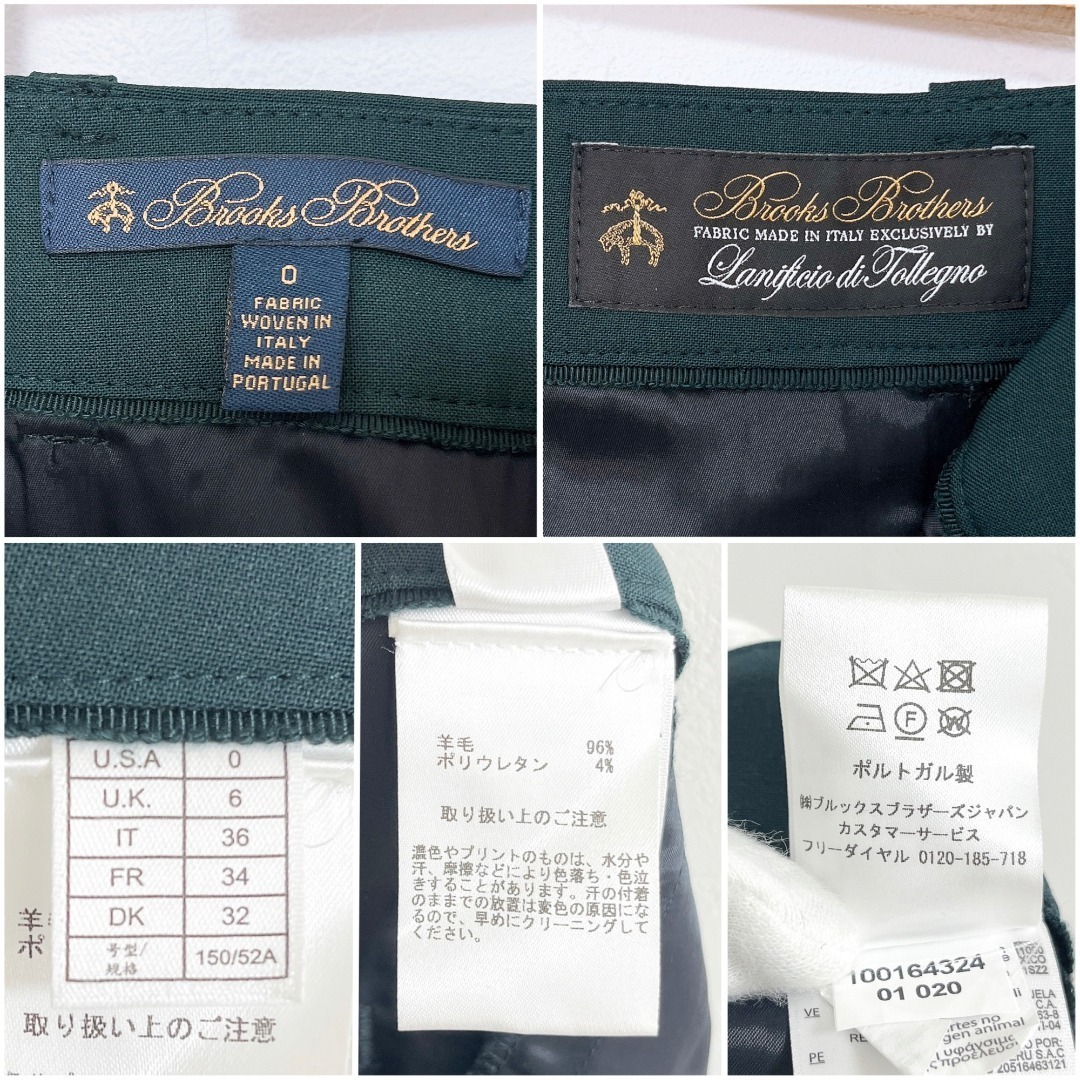 Brooks Brothers
0
FABRIC
WOVEN IN
ITALY
MADE IN
PORTUGAL
Brooks Brothers
FABRIC MADE IN ITALY EXCLUSIVELY BY
Lanificio di Tollegno
U.S.A 0
U.K. 6
IT 36
FR 34
DK 32
号型/
规格 150/52A
羊
ポ
取り扱い上のご注意
羊毛 96%
ポリウレタン 4%
取り扱い上のご注意
濃色やプリントのものは、水分や
汗、摩擦などにより色落ち・色泣
きすることがあります。汗の付着
のままでの放置は変色の原因にな
るので、早めにクリーニングして
ください。
F
W
ポルトガル製
㈱ブルックスブラザーズジャパン
カスタマーサービス
フリーダイヤル 0120-185-718
100164324
01 020
VE
PE
20516463121